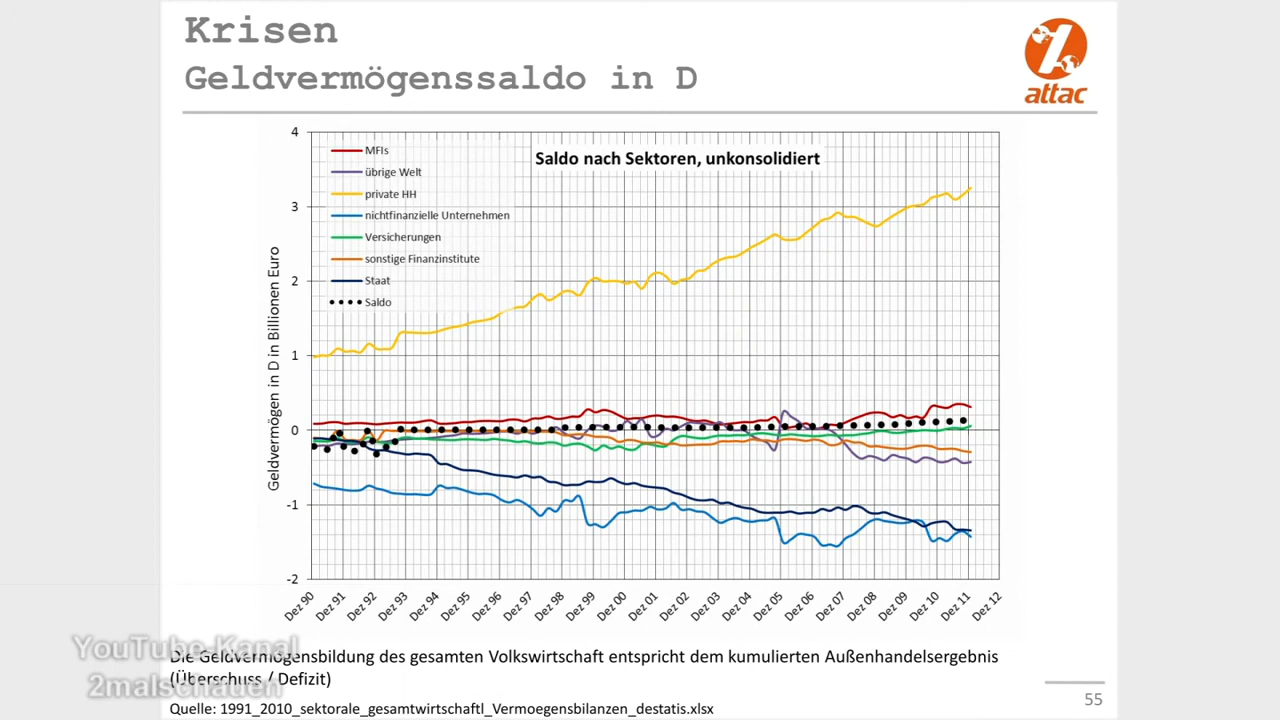 Krisen
Geldvermögenssaldo in D
attac
Saldo nach Sektoren, unkonsolidiert
MFIs
übrige Welt
private HH
nichtfinanzielle Unternehmen
Versicherungen
sonstige Finanzinstitute
Staat
Saldo
Geldvermögen in D in Billionen Euro
4
3
2
1
0
-1
-2
Dez 90
Dez 91
Dez 92
Dez 93
Dez 94
Dez 95
Dez 96
Dez 97
Dez 98
Dez 99
Dez 00
Dez 01
Dez 02
Dez 03
Dez 04
Dez 05
Dez 06
Dez 07
Dez 08
Dez 09
Dez 10
Dez 11
Dez 12
YouTube-Kanal
2malschauen
Die Geldvermögensbildung des gesamten Volkswirtschaft entspricht dem kumulierten Außenhandelsergebnis
(Überschuss / Defizit)
55
Quelle: 1991_2010_sektorale_gesamtwirtschaftl_Vermoegensbilanzen_destatis.xlsx